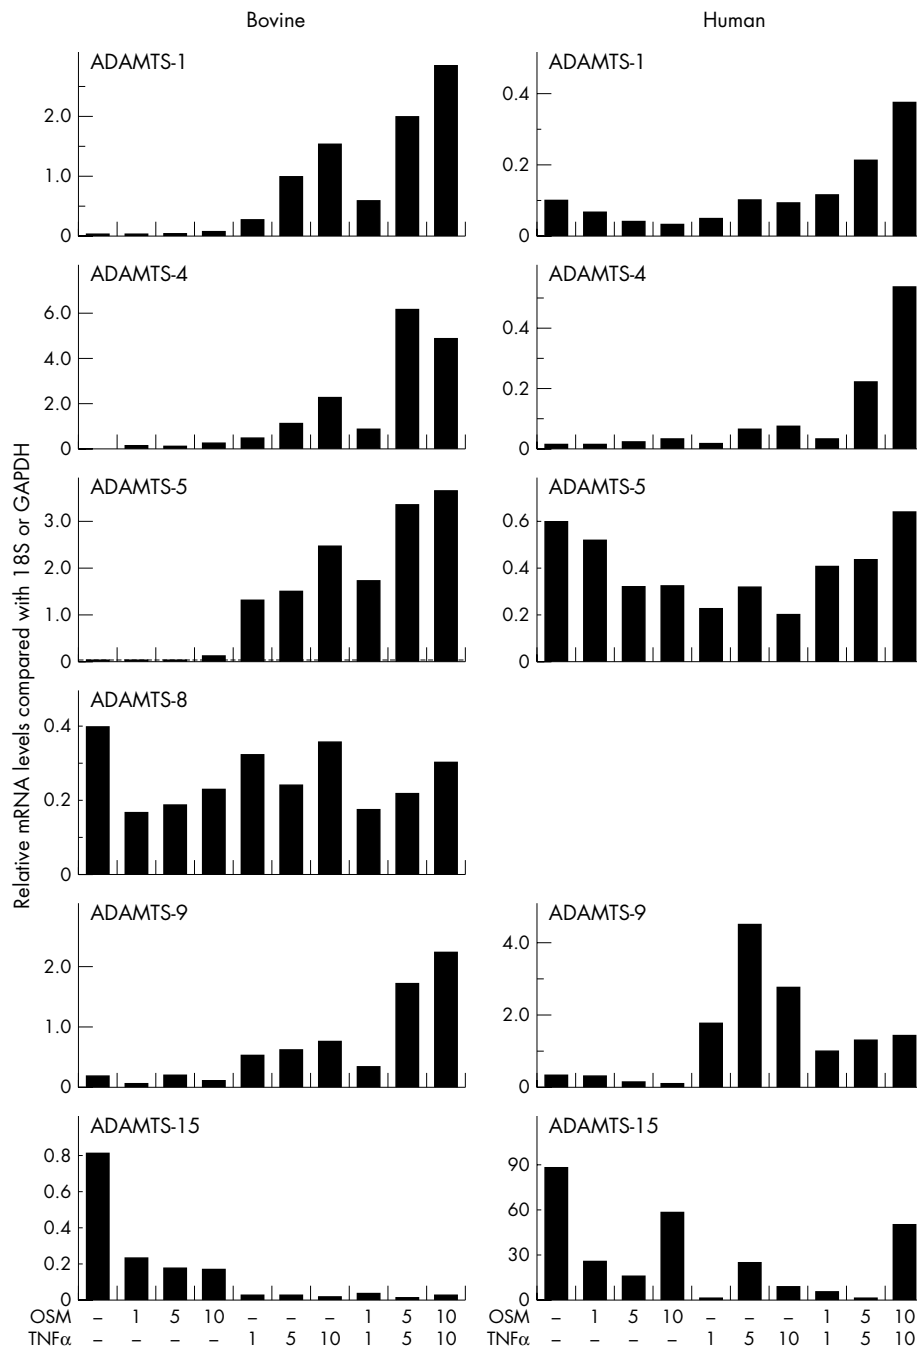 Bovine
Human
Relative mRNA levels compared with 18S or GAPDH
ADAMTS-1
2.0
1.0
0
ADAMTS-1
0.4
0.2
0
ADAMTS-4
6.0
4.0
2.0
0
ADAMTS-4
0.4
0.2
0
ADAMTS-5
3.0
2.0
1.0
0
ADAMTS-5
0.6
0.4
0.2
0
ADAMTS-8
0.4
0.2
0
ADAMTS-9
2.0
1.0
0
ADAMTS-9
4.0
2.0
0
ADAMTS-15
0.8
0.6
0.4
0.2
0
ADAMTS-15
90
60
30
0
OSM – 1 5 10 – – – 1 5 10
TNFα – – – – 1 5 10 1 5 10
OSM – 1 5 10 – – – 1 5 10
TNFα – – – – 1 5 10 1 5 10